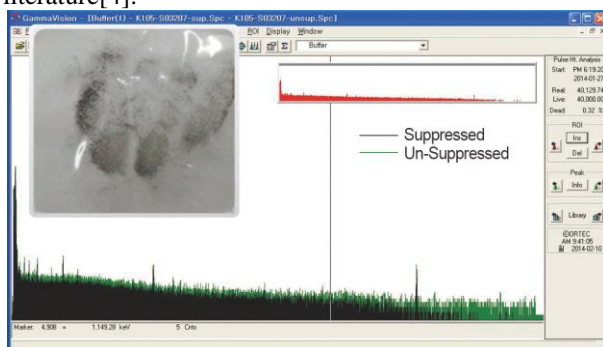 literature[4].
GammaVision - [Buffer(1) - K105-S03207-sup.Spc - K105-S03207-unsup.Spc]
ROI Display Window
Buffer
Pulse Ht. Analysis
Start: PM 6:19:20
2014-01-27
Real: 40,129.74
Live: 40,000.00
Dead: 0.32 %
ROI
Ins
Del
Peak
Info
Library
ORTEC
AM 9:41:05
2014-02-10
Suppressed
Un-Suppressed
Marker: 4,908 = 1,149.28 keV 5 Cnts